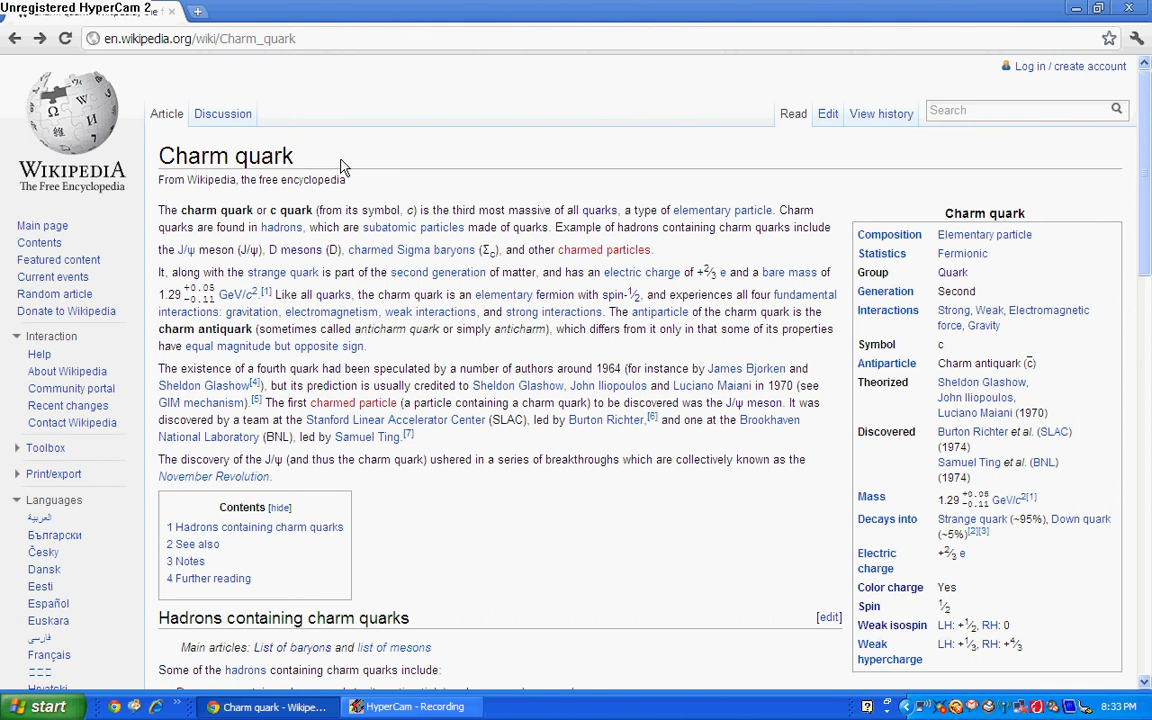 Unregistered HyperCam 2
en.wikipedia.org/wiki/Charm_quark
Log in / create account
Article Discussion Read Edit View history Search
WIKIPEDIA
The Free Encyclopedia
Main page
Contents
Featured content
Current events
Random article
Donate to Wikipedia
Interaction
Help
About Wikipedia
Community portal
Recent changes
Contact Wikipedia
Toolbox
Print/export
Languages
العربية
Български
Česky
Dansk
Eesti
Español
Euskara
فارسی
Français
Hrvatski
Charm quark
From Wikipedia, the free encyclopedia
The charm quark or c quark (from its symbol, c) is the third most massive of all quarks, a type of elementary particle. Charm
quarks are found in hadrons, which are subatomic particles made of quarks. Example of hadrons containing charm quarks include
the J/ψ meson (J/ψ), D mesons (D), charmed Sigma baryons (Σc), and other charmed particles.
It, along with the strange quark is part of the second generation of matter, and has an electric charge of +2⁄3 e and a bare mass of
1.29 +0.05 −0.11 GeV/c2.[1] Like all quarks, the charm quark is an elementary fermion with spin-1⁄2, and experiences all four fundamental
interactions: gravitation, electromagnetism, weak interactions, and strong interactions. The antiparticle of the charm quark is the
charm antiquark (sometimes called anticharm quark or simply anticharm), which differs from it only in that some of its properties
have equal magnitude but opposite sign.
The existence of a fourth quark had been speculated by a number of authors around 1964 (for instance by James Bjorken and
Sheldon Glashow[4]), but its prediction is usually credited to Sheldon Glashow, John Iliopoulos and Luciano Maiani in 1970 (see
GIM mechanism).[5] The first charmed particle (a particle containing a charm quark) to be discovered was the J/ψ meson. It was
discovered by a team at the Stanford Linear Accelerator Center (SLAC), led by Burton Richter,[6] and one at the Brookhaven
National Laboratory (BNL), led by Samuel Ting.[7]
The discovery of the J/ψ (and thus the charm quark) ushered in a series of breakthroughs which are collectively known as the
November Revolution.
Contents [hide]
1 Hadrons containing charm quarks
2 See also
3 Notes
4 Further reading
Hadrons containing charm quarks [edit]
Main articles: List of baryons and list of mesons
Some of the hadrons containing charm quarks include:
Charm quark
Composition Elementary particle
Statistics Fermionic
Group Quark
Generation Second
Interactions Strong, Weak, Electromagnetic
force, Gravity
Symbol c
Antiparticle Charm antiquark (c̅)
Theorized Sheldon Glashow,
John Iliopoulos,
Luciano Maiani (1970)
Discovered Burton Richter et al. (SLAC)
(1974)
Samuel Ting et al. (BNL)
(1974)
Mass 1.29 +0.05 −0.11 GeV/c2[1]
Decays into Strange quark (~95%), Down quark
(~5%)[2][3]
Electric
charge +2⁄3 e
Color charge Yes
Spin 1⁄2
Weak isospin LH: +1⁄2, RH: 0
Weak
hypercharge LH: +1⁄3, RH: +4⁄3
start Charm quark - Wikipe... HyperCam - Recording 8:33 PM